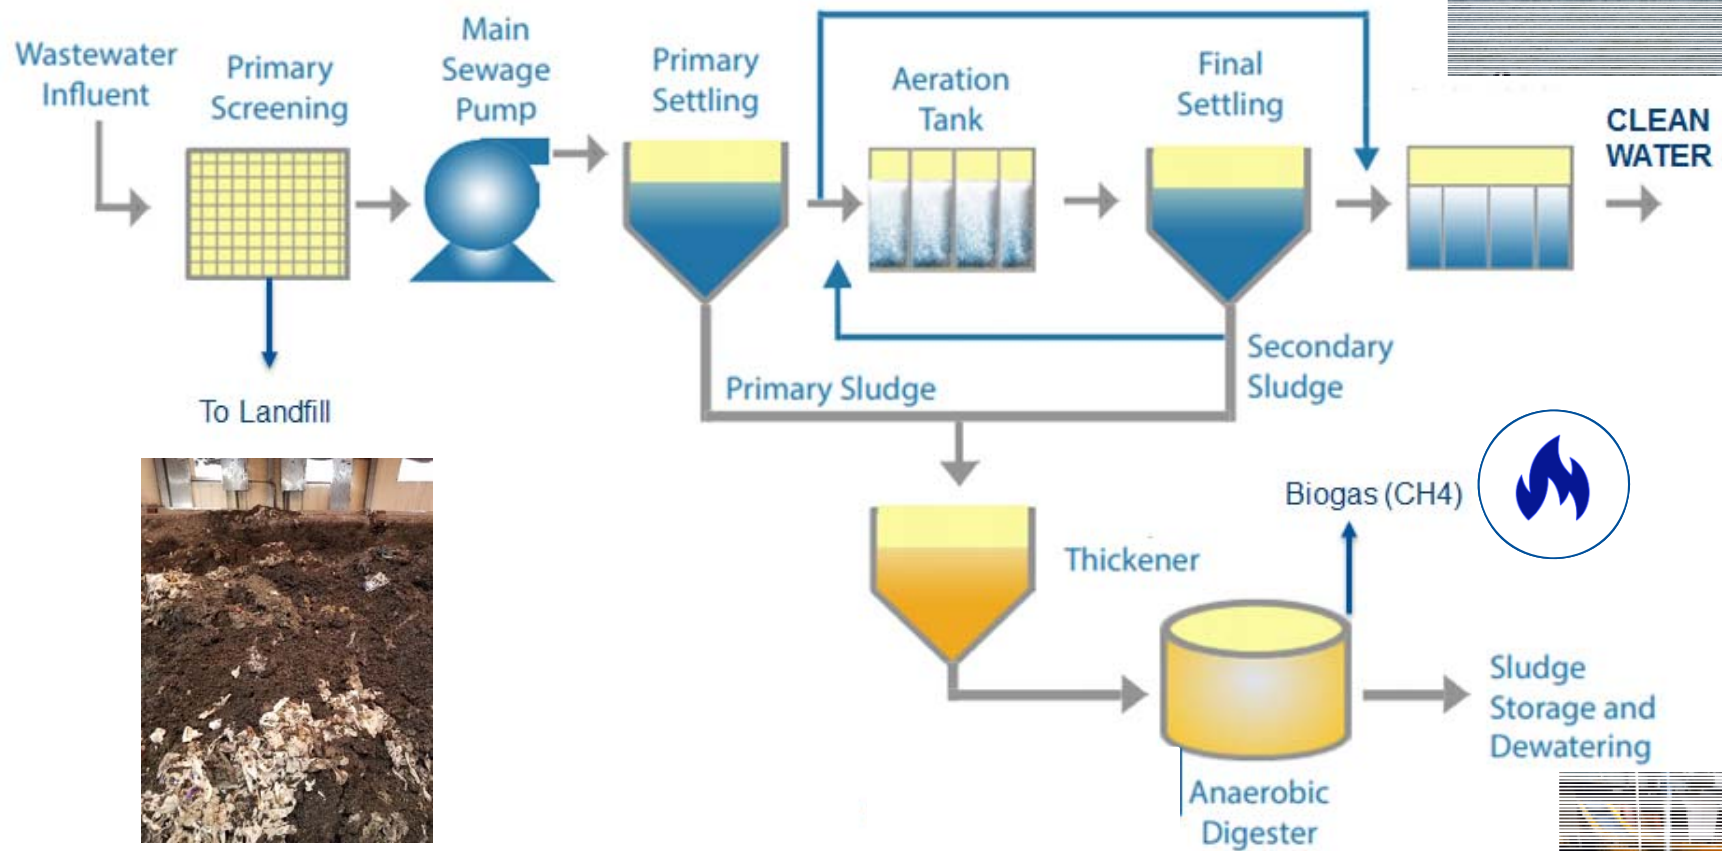 Wastewater
Influent
Primary
Screening
Main
Sewage
Pump
Primary
Settling
Aeration
Tank
Final
Settling
CLEAN
WATER
To Landfill
Primary Sludge
Secondary
Sludge
Thickener
Biogas (CH4)
Anaerobic
Digester
Sludge
Storage and
Dewatering